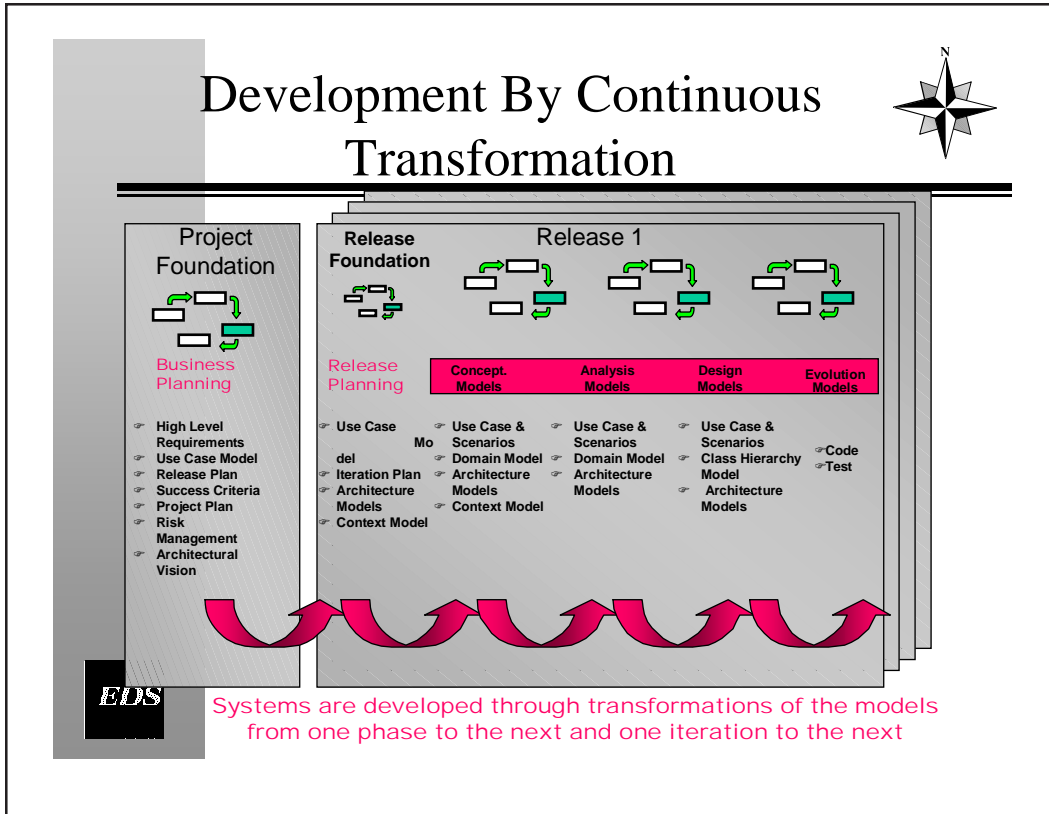 N
Development By Continuous
Transformation
Project
Foundation
Business
Planning
☞ High Level
Requirements
☞ Use Case Model
☞ Release Plan
☞ Success Criteria
☞ Project Plan
☞ Risk
Management
☞ Architectural
Vision
Release
Foundation
Release 1
Release
Planning
☞ Use Case
Mo
del
☞ Iteration Plan
☞ Architecture
Models
☞ Context Model
Concept.
Models
☞ Use Case &
Scenarios
☞ Domain Model
☞ Architecture
Models
☞ Context Model
Analysis
Models
☞ Use Case &
Scenarios
☞ Domain Model
☞ Architecture
Models
Design
Models
☞ Use Case &
Scenarios
☞ Class Hierarchy
Model
☞ Architecture
Models
Evolution
Models
☞Code
☞Test
EDS
Systems are developed through transformations of the models
from one phase to the next and one iteration to the next